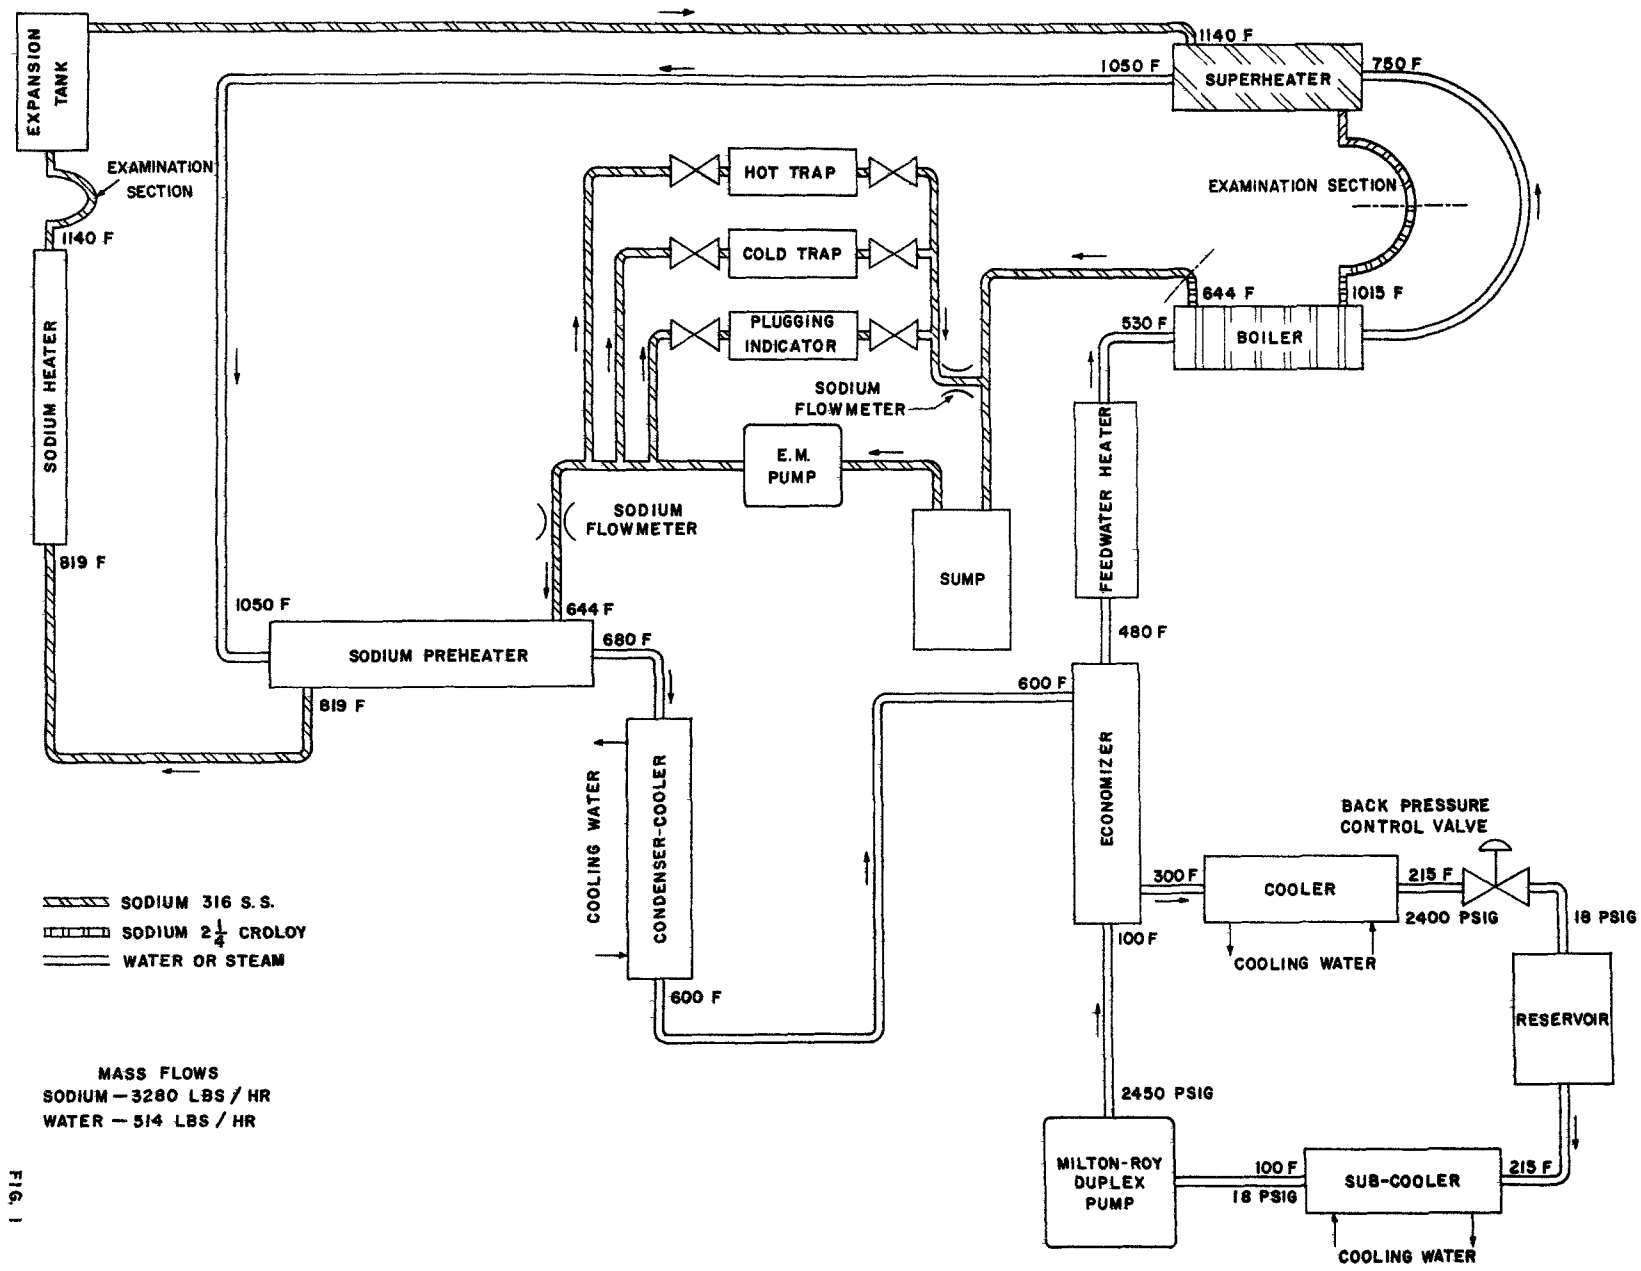 EXPANSION
TANK
1140 F
1050 F
SUPERHEATER
750 F
EXAMINATION
SECTION
HOT TRAP
EXAMINATION SECTION
1140 F
COLD TRAP
644 F
1015 F
PLUGGING
INDICATOR
530 F
BOILER
SODIUM HEATER
SODIUM
FLOWMETER
E.M.
PUMP
FEEDWATER HEATER
SODIUM
FLOWMETER
819 F
SUMP
1050 F
644 F
680 F
480 F
SODIUM PREHEATER
600 F
819 F
COOLING WATER
CONDENSER-COOLER
ECONOMIZER
BACK PRESSURE
CONTROL VALVE
300 F
COOLER
215 F
2400 PSIG
18 PSIG
SODIUM 316 S.S.
SODIUM 2 1/4 CROLOY
WATER OR STEAM
100 F
COOLING WATER
600 F
RESERVOIR
MASS FLOWS
SODIUM — 3280 LBS / HR
WATER — 514 LBS / HR
2450 PSIG
MILTON-ROY
DUPLEX
PUMP
100 F
18 PSIG
SUB-COOLER
215 F
COOLING WATER
FIG. 1